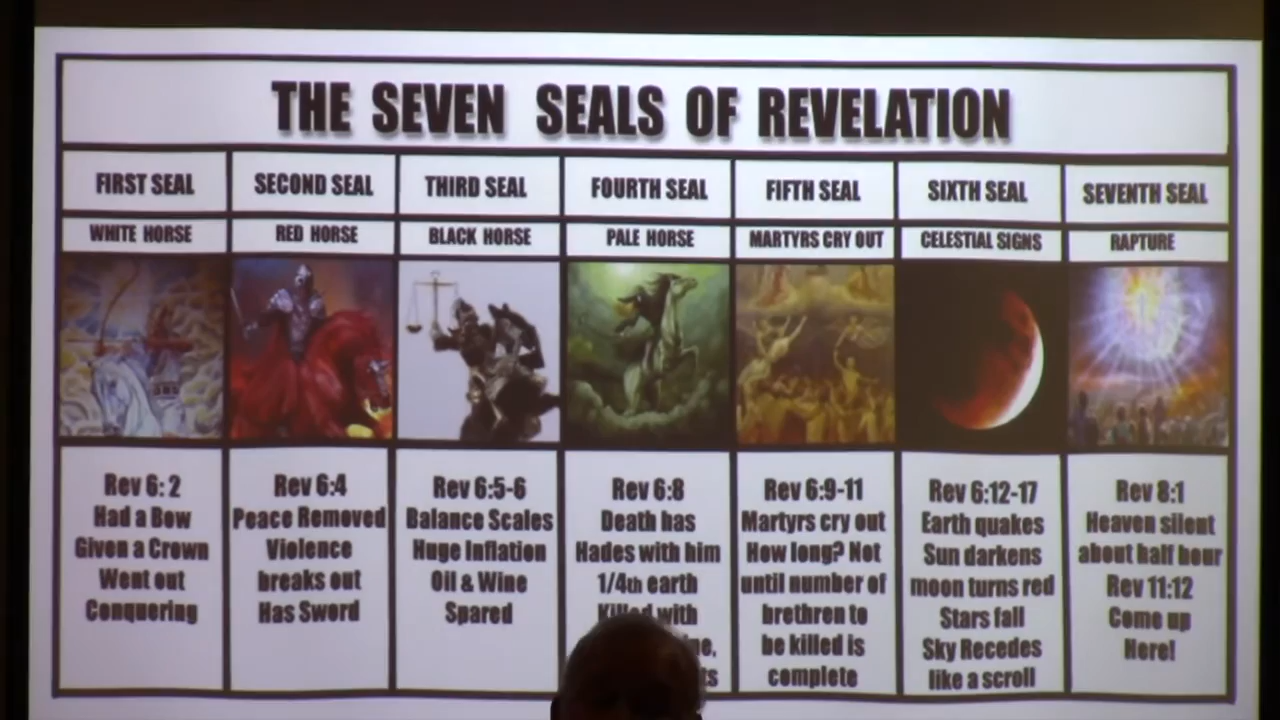 THE SEVEN SEALS OF REVELATION
FIRST SEAL
SECOND SEAL
THIRD SEAL
FOURTH SEAL
FIFTH SEAL
SIXTH SEAL
SEVENTH SEAL
WHITE HORSE
RED HORSE
BLACK HORSE
PALE HORSE
MARTYRS CRY OUT
CELESTIAL SIGNS
RAPTURE
Rev 6: 2
Had a Bow
Given a Crown
Went out
Conquering
Rev 6:4
Peace Removed
Violence
breaks out
Has Sword
Rev 6:5-6
Balance Scales
Huge Inflation
Oil & Wine
Spared
Rev 6:8
Death has
Hades with him
1/4th earth
Killed with
Rev 6:9-11
Martyrs cry out
How long? Not
until number of
brethren to
be killed is
complete
Rev 6:12-17
Earth quakes
Sun darkens
moon turns red
Stars fall
Sky Recedes
like a scroll
Rev 8:1
Heaven silent
about half hour
Rev 11:12
Come up
Here!